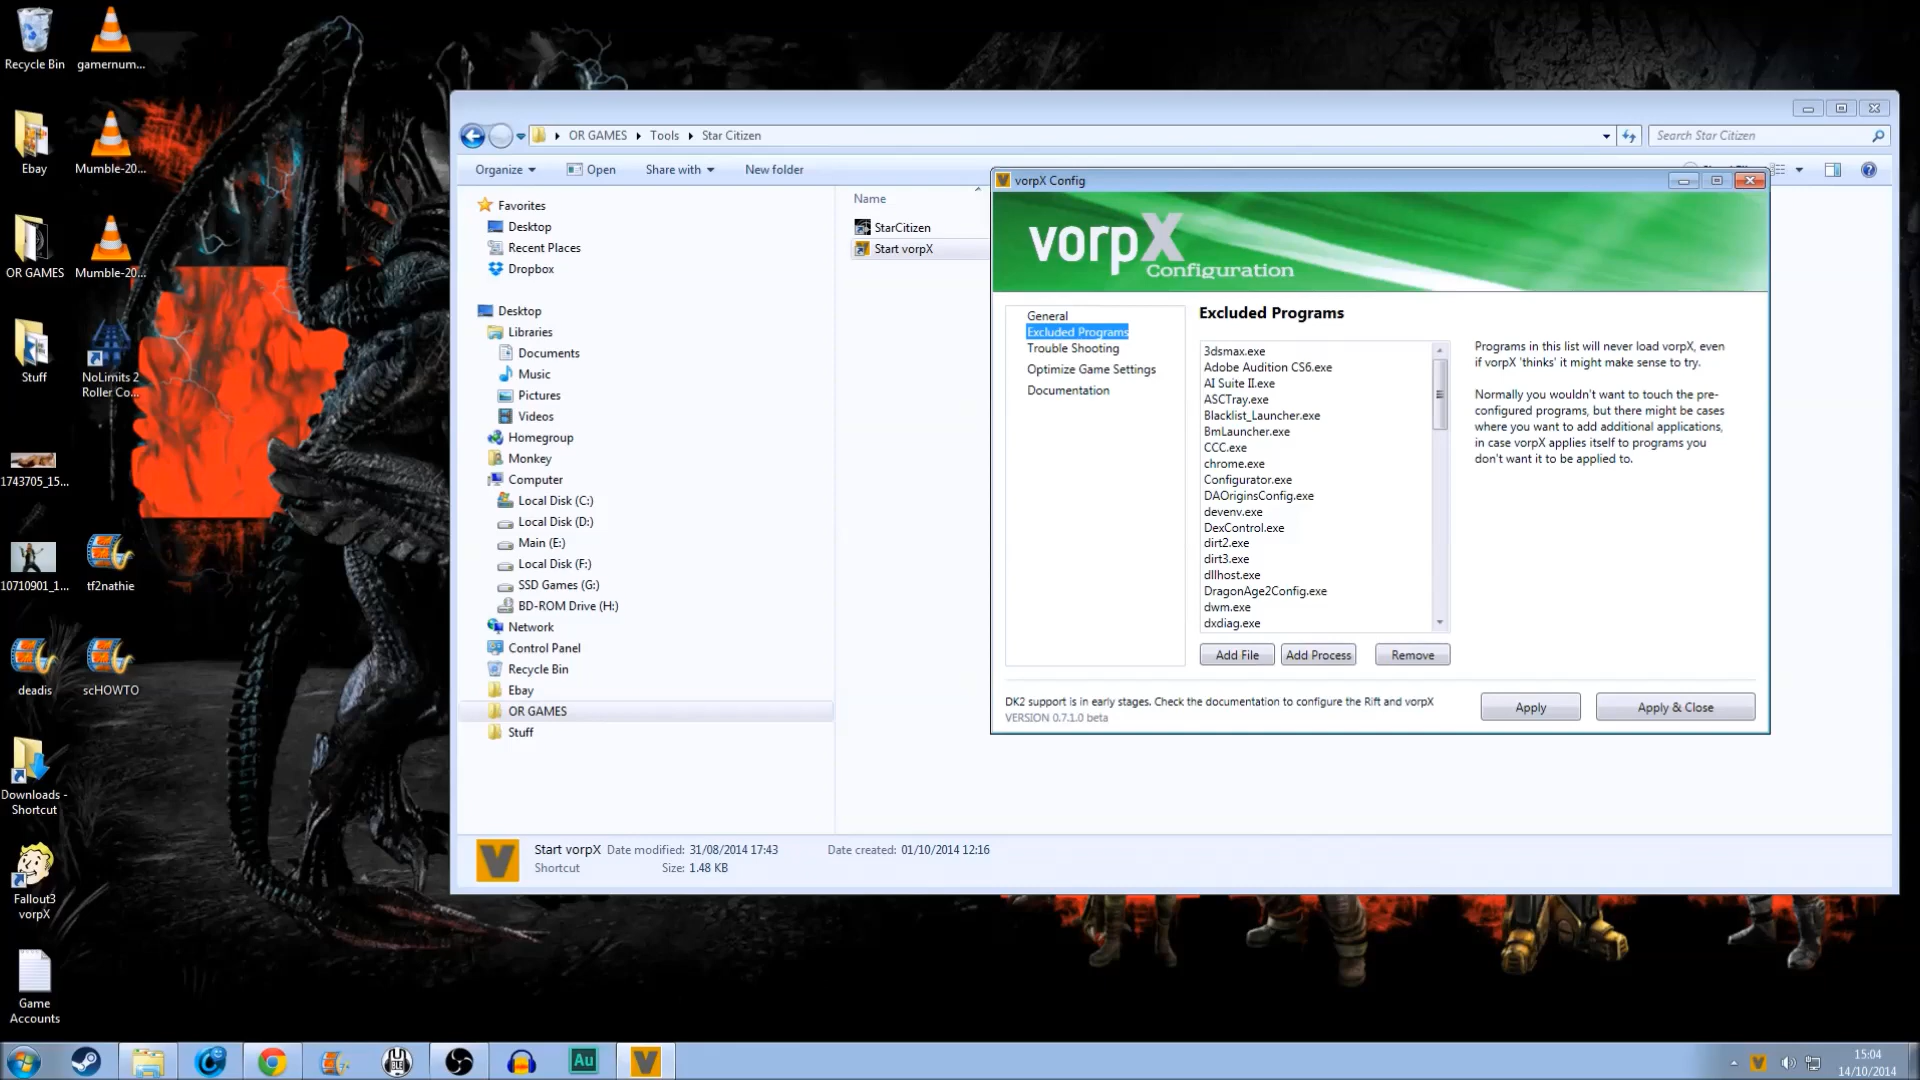 Recycle Bin
gamernum...
Ebay
Mumble-20...
OR GAMES
Mumble-20...
Stuff
NoLimits 2
Roller Co...
1743705_15...
10710901_1...
tf2nathie
deadis
scHOWTO
Downloads -
Shortcut
Fallout3
vorpX
Game
Accounts
OR GAMES
Tools
Star Citizen
Search Star Citizen
Organize
Open
Share with
New folder
Favorites
Desktop
Recent Places
Dropbox
Desktop
Libraries
Documents
Music
Pictures
Videos
Homegroup
Monkey
Computer
Local Disk (C:)
Local Disk (D:)
Main (E:)
Local Disk (F:)
SSD Games (G:)
BD-ROM Drive (H:)
Network
Control Panel
Recycle Bin
Ebay
OR GAMES
Stuff
Name
StarCitizen
Start vorpX
vorpX Config
vorpX
Configuration
General
Excluded Programs
Trouble Shooting
Optimize Game Settings
Documentation
Excluded Programs
3dsmax.exe
Adobe Audition CS6.exe
AI Suite II.exe
ASCTray.exe
Blacklist_Launcher.exe
BmLauncher.exe
CCC.exe
chrome.exe
Configurator.exe
DAOriginsConfig.exe
devenv.exe
DexControl.exe
dirt2.exe
dirt3.exe
dllhost.exe
DragonAge2Config.exe
dwm.exe
dxdiag.exe
Programs in this list will never load vorpX, even
if vorpX 'thinks' it might make sense to try.
Normally you wouldn't want to touch the pre-
configured programs, but there might be cases
where you want to add additional applications,
in case vorpX applies itself to programs you
don't want it to be applied to.
Add File
Add Process
Remove
DK2 support is in early stages. Check the documentation to configure the Rift and vorpX
VERSION 0.7.1.0 beta
Apply
Apply & Close
Start vorpX Date modified: 31/08/2014 17:43
Date created: 01/10/2014 12:16
Shortcut
Size: 1.48 KB
Au
15:04
14/10/2014